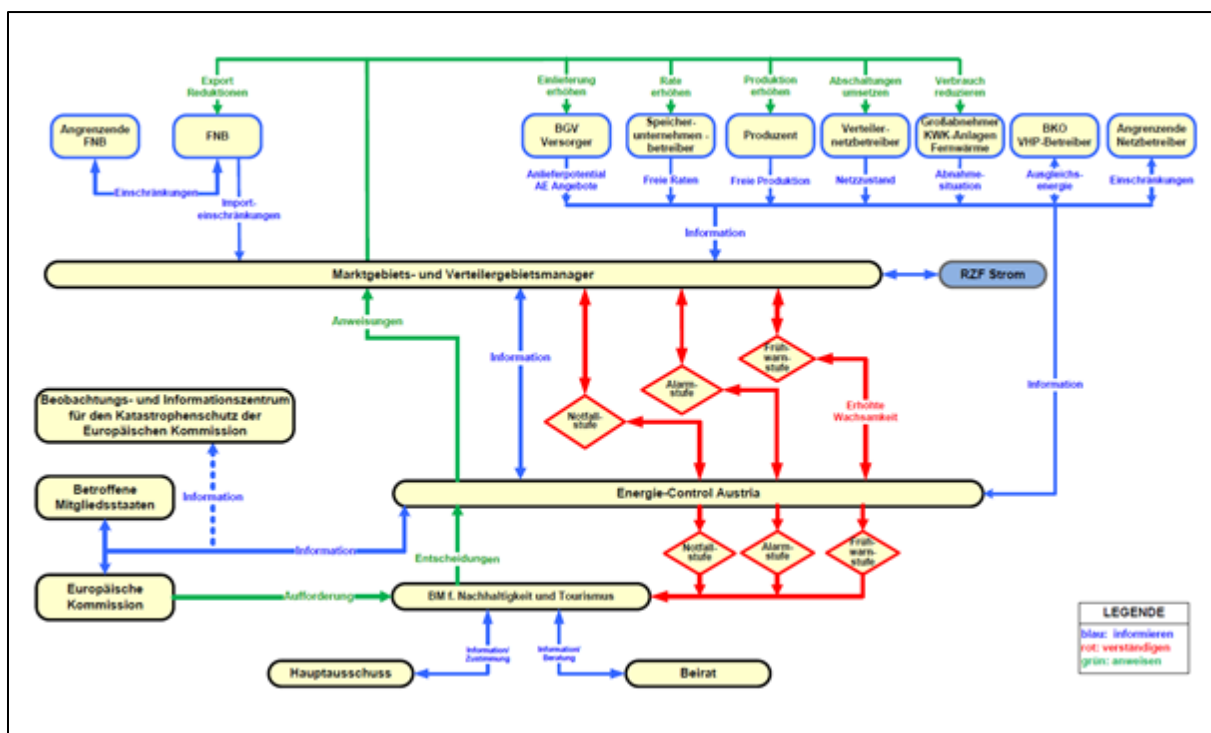 Export
Reduktionen
Einlieferung
erhöhen
Rate
erhöhen
Produktion
erhöhen
Abschaltungen
umsetzen
Verbrauch
reduzieren
Angrenzende
FNB
FNB
BGV
Versorger
Speicher-
unternehmen -
betreiber
Produzent
Verteiler-
netzbetreiber
Großabnehmer
KWK-Anlagen
Fernwärme
BKO
VHP-Betreiber
Angrenzende
Netzbetreiber
Einschränkungen
Import-
einschränkungen
Anlieferpotential
AE Angebote
Freie Raten
Freie Produktion
Netzzustand
Abnahme-
situation
Ausgleichs-
energie
Einschränkungen
Information
Marktgebiets- und Verteilergebietsmanager
RZF Strom
Anweisungen
Information
Notfall-
stufe
Alarm-
stufe
Früh-
warn-
stufe
Erhöhte
Wachsamkeit
Information
Beobachtungs- und Informationszentrum
für den Katastrophenschutz der
Europäischen Kommission
Betroffene
Mitgliedsstaaten
Information
Energie-Control Austria
Information
Entscheidungen
Notfall-
stufe
Alarm-
stufe
Früh-
warn-
stufe
Europäische
Kommission
Aufforderung
BM f. Nachhaltigkeit und Tourismus
Information/
Zustimmung
Information/
Beratung
Hauptausschuss
Beirat
LEGENDE
blau: informieren
rot: verständigen
grün: anweisen